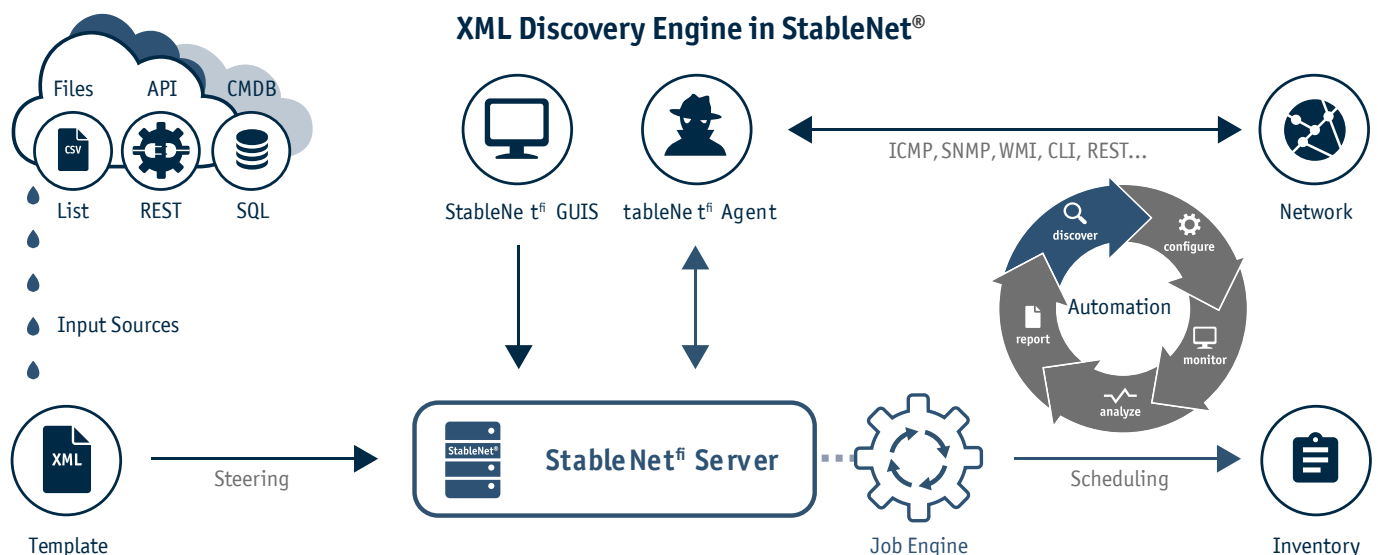 XML Discovery Engine in StableNet®
Files
API
CMDB
CSV
List
REST
SQL
StableNe tﬁ GUIS
tableNe tﬁ Agent
ICMP, SNMP, WMI, CLI, REST...
Network
discover
configure
Automation
report
monitor
analyze
Input Sources
XML
Steering
StableNet®
StableNetﬁ Server
Scheduling
Template
Job Engine
Inventory